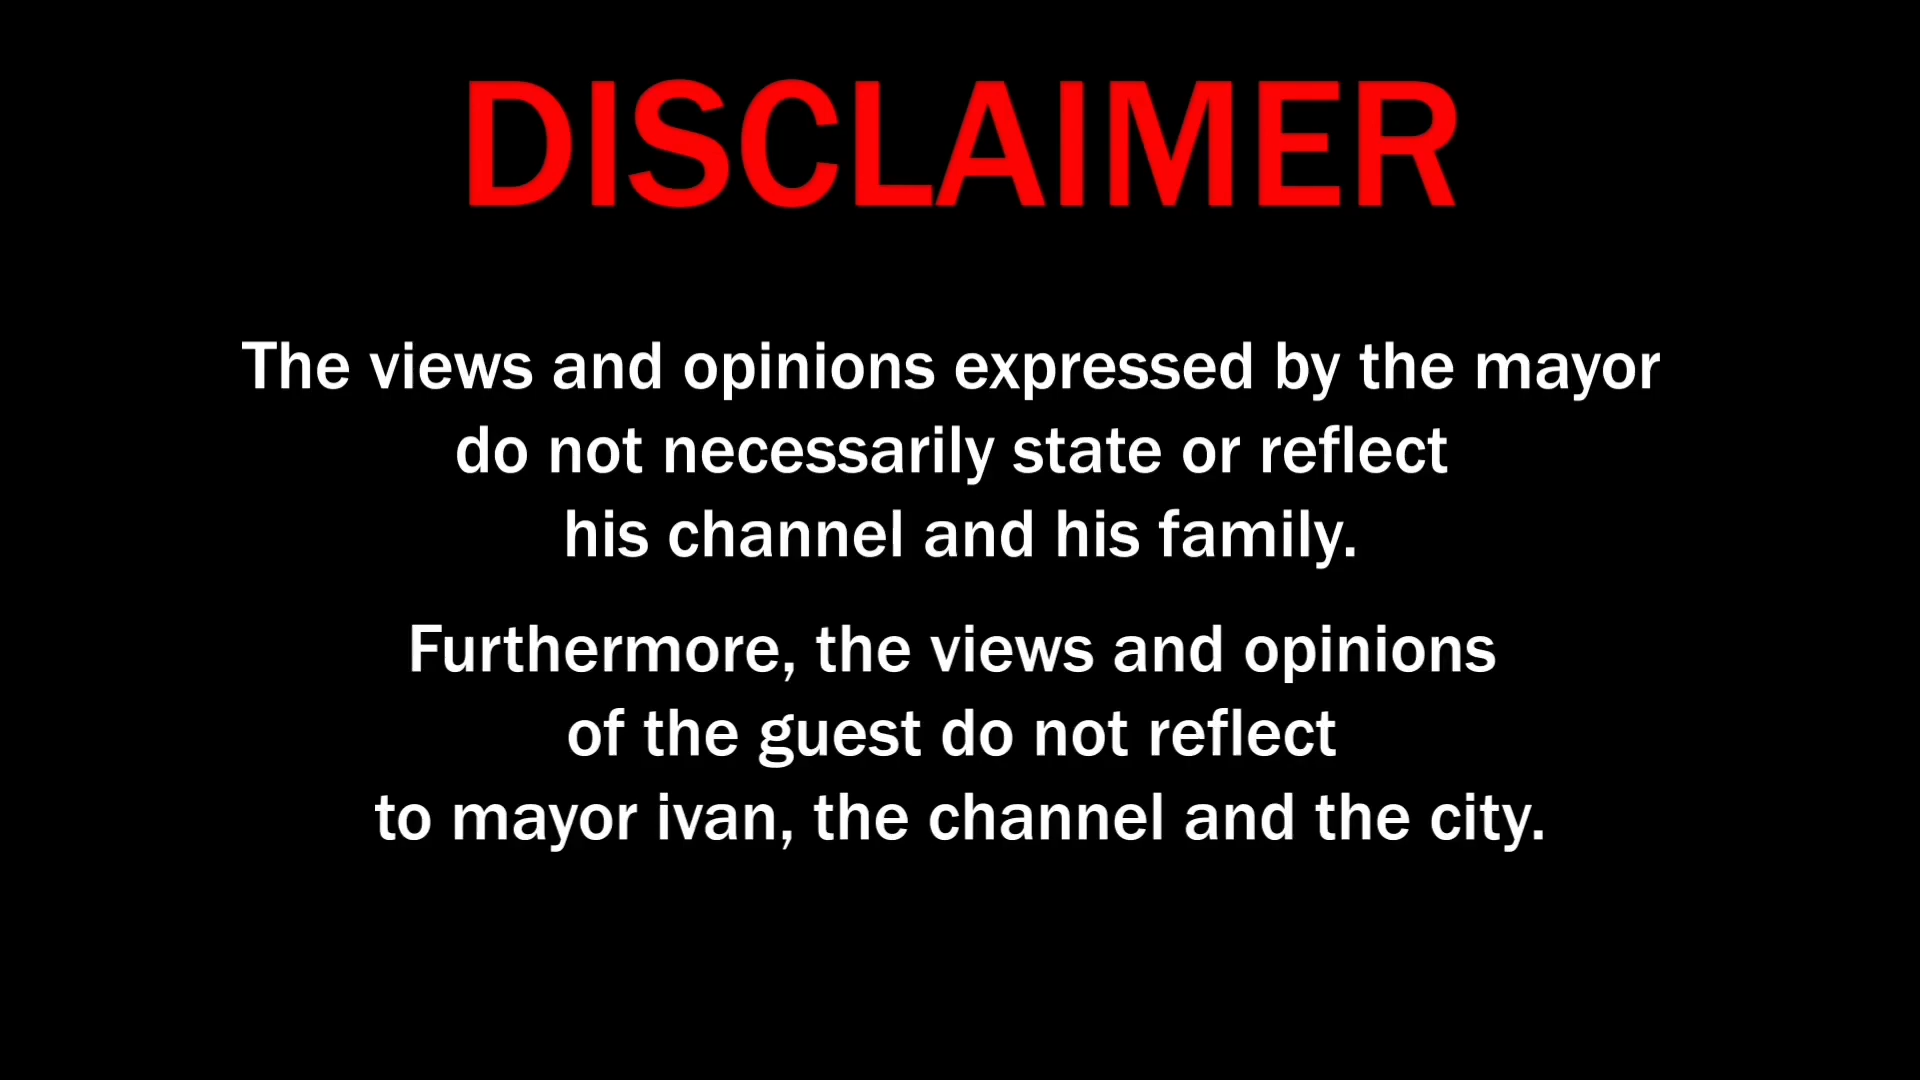 DISCLAIMER
The views and opinions expressed by the mayor
do not necessarily state or reflect
his channel and his family.
Furthermore, the views and opinions
of the guest do not reflect
to mayor ivan, the channel and the city.